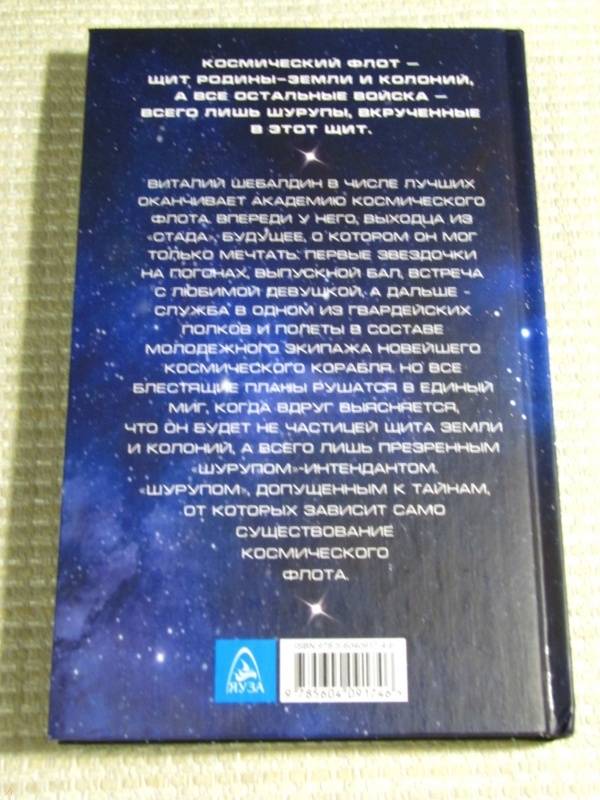 КОСМИЧЕСКИЙ ФЛОТ –
ЩИТ РОДИНЫ-ЗЕМЛИ И КОЛОНИЙ,
А ВСЕ ОСТАЛЬНЫЕ ВОЙСКА –
ВСЕГО ЛИШЬ ШУРУПЫ, ВКРУЧЕННЫЕ
В ЭТОТ ЩИТ.
ВИТАЛИЙ ШЕБАЛДИН В ЧИСЛЕ ЛУЧШИХ
ОКАНЧИВАЕТ АКАДЕМИЮ КОСМИЧЕСКОГО
ФЛОТА. ВПЕРЕДИ У НЕГО, ВЫХОДЦА ИЗ
«СТАДА», БУДУЩЕЕ, О КОТОРОМ ОН МОГ
ТОЛЬКО МЕЧТАТЬ: ПЕРВЫЕ ЗВЕЗДОЧКИ
НА ПОГОНАХ, ВЫПУСКНОЙ БАЛ, ВСТРЕЧА
С ЛЮБИМОЙ ДЕВУШКОЙ, А ДАЛЬШЕ –
СЛУЖБА В ОДНОМ ИЗ ГВАРДЕЙСКИХ
ПОЛКОВ И ПОЛЕТЫ В СОСТАВЕ
МОЛОДЕЖНОГО ЭКИПАЖА НОВЕЙШЕГО
КОСМИЧЕСКОГО КОРАБЛЯ. НО ВСЕ
БЛЕСТЯЩИЕ ПЛАНЫ РУШАТСЯ В ЕДИНЫЙ
МИГ, КОГДА ВДРУГ ВЫЯСНЯЕТСЯ,
ЧТО ОН БУДЕТ НЕ ЧАСТИЦЕЙ ЩИТА ЗЕМЛИ
И КОЛОНИЙ, А ВСЕГО ЛИШЬ ПРЕЗРЕННЫМ
«ШУРУПОМ»-ИНТЕНДАНТОМ.
«ШУРУПОМ», ДОПУЩЕННЫМ К ТАЙНАМ,
ОТ КОТОРЫХ ЗАВИСИТ САМО
СУЩЕСТВОВАНИЕ
КОСМИЧЕСКОГО
ФЛОТА.
ЯУЗА
9 785604 091746